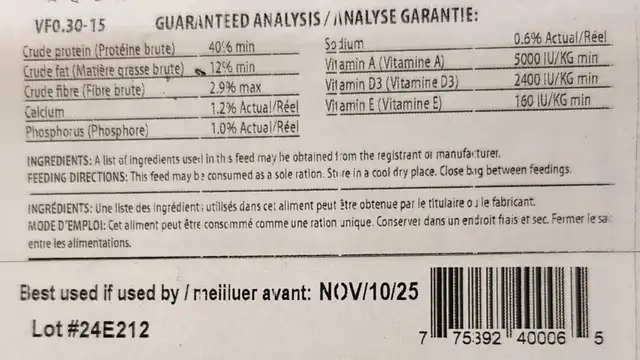 VF0.30-15 GUARANTEED ANALYSIS / ANALYSE GARANTIE:
Crude protein (Protéine brute) 40% min
Crude fat (Matière grasse brute) 12% min
Crude fibre (Fibre brute) 2.9% max
Calcium 1.2% Actual/Réel
Phosphorus (Phosphore) 1.0% Actual/Réel
Sodium 0.6% Actual/Réel
Vitamin A (Vitamine A) 5000 IU/KG min
Vitamin D3 (Vitamine D3) 2400 IU/KG min
Vitamin E (Vitamine E) 160 IU/KG min
INGREDIENTS: A list of ingredients used in this feed may be obtained from the registrant or manufacturer.
FEEDING DIRECTIONS: This feed may be consumed as a sole ration. Store in a cool dry place. Close bag between feedings.
INGRÉDIENTS: Une liste des ingrédients utilisés dans cet aliment peut être obtenue par le titulaire ou le fabricant.
MODE D'EMPLOI: Cet aliment peut être consommé comme une ration unique. Conserver dans un endroit frais et sec. Fermer le sac
entre les alimentations.
Best used if used by / meilluer avant: NOV/10/25
Lot #24E212
7 75392 40006 5